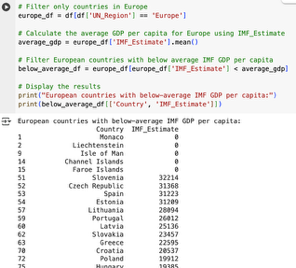 # Filter only countries in Europe
europe_df = df[df['UN_Region'] == 'Europe']
# Calculate the average GDP per capita for Europe using IMF_Estimate
average_gdp = europe_df['IMF_Estimate'].mean()
# Filter European countries with below average IMF GDP per capita
below_average_df = europe_df[europe_df['IMF_Estimate'] < average_gdp]
# Display the results
print("European countries with below-average IMF GDP per capita:")
print(below_average_df[['Country', 'IMF_Estimate']])
European countries with below-average IMF GDP per capita:
Country IMF_Estimate
1 Monaco 0
2 Liechtenstein 0
9 Isle of Man 0
14 Channel Islands 0
15 Faroe Islands 0
51 Slovenia 32214
52 Czech Republic 31368
53 Spain 31223
54 Estonia 31209
57 Lithuania 28094
59 Portugal 26012
60 Latvia 25136
62 Slovakia 23457
63 Greece 22595
70 Croatia 20537
72 Poland 19912
75 Hungary 19385